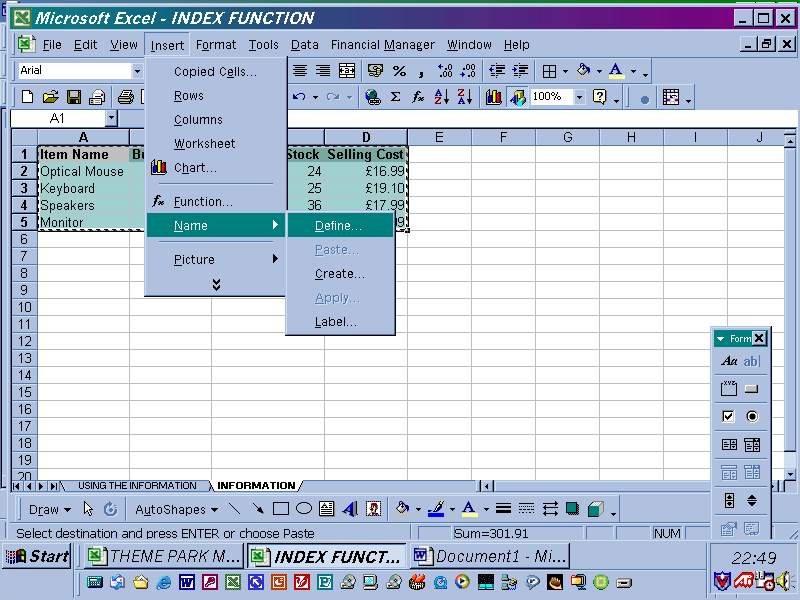 Microsoft Excel - INDEX FUNCTION
File Edit View Insert Format Tools Data Financial Manager Window Help
Arial
100%
A1
A D E F G H I J
1 Item Name Stock Selling Cost
2 Optical Mouse 24 £16.99
3 Keyboard 25 £19.10
4 Speakers 36 £17.99
5 Monitor
6
7
8
9
10
11
12
13
14
15
16
17
18
19
20
Copied Cells...
Rows
Columns
Worksheet
Chart...
Function...
Name
Picture
Define...
Paste...
Create...
Apply...
Label...
Form
Aa ab|
USING THE INFORMATION INFORMATION
Draw AutoShapes
Select destination and press ENTER or choose Paste Sum=301.91 NUM
Start THEME PARK M... INDEX FUNCT... Document1 - Mi... 22:49